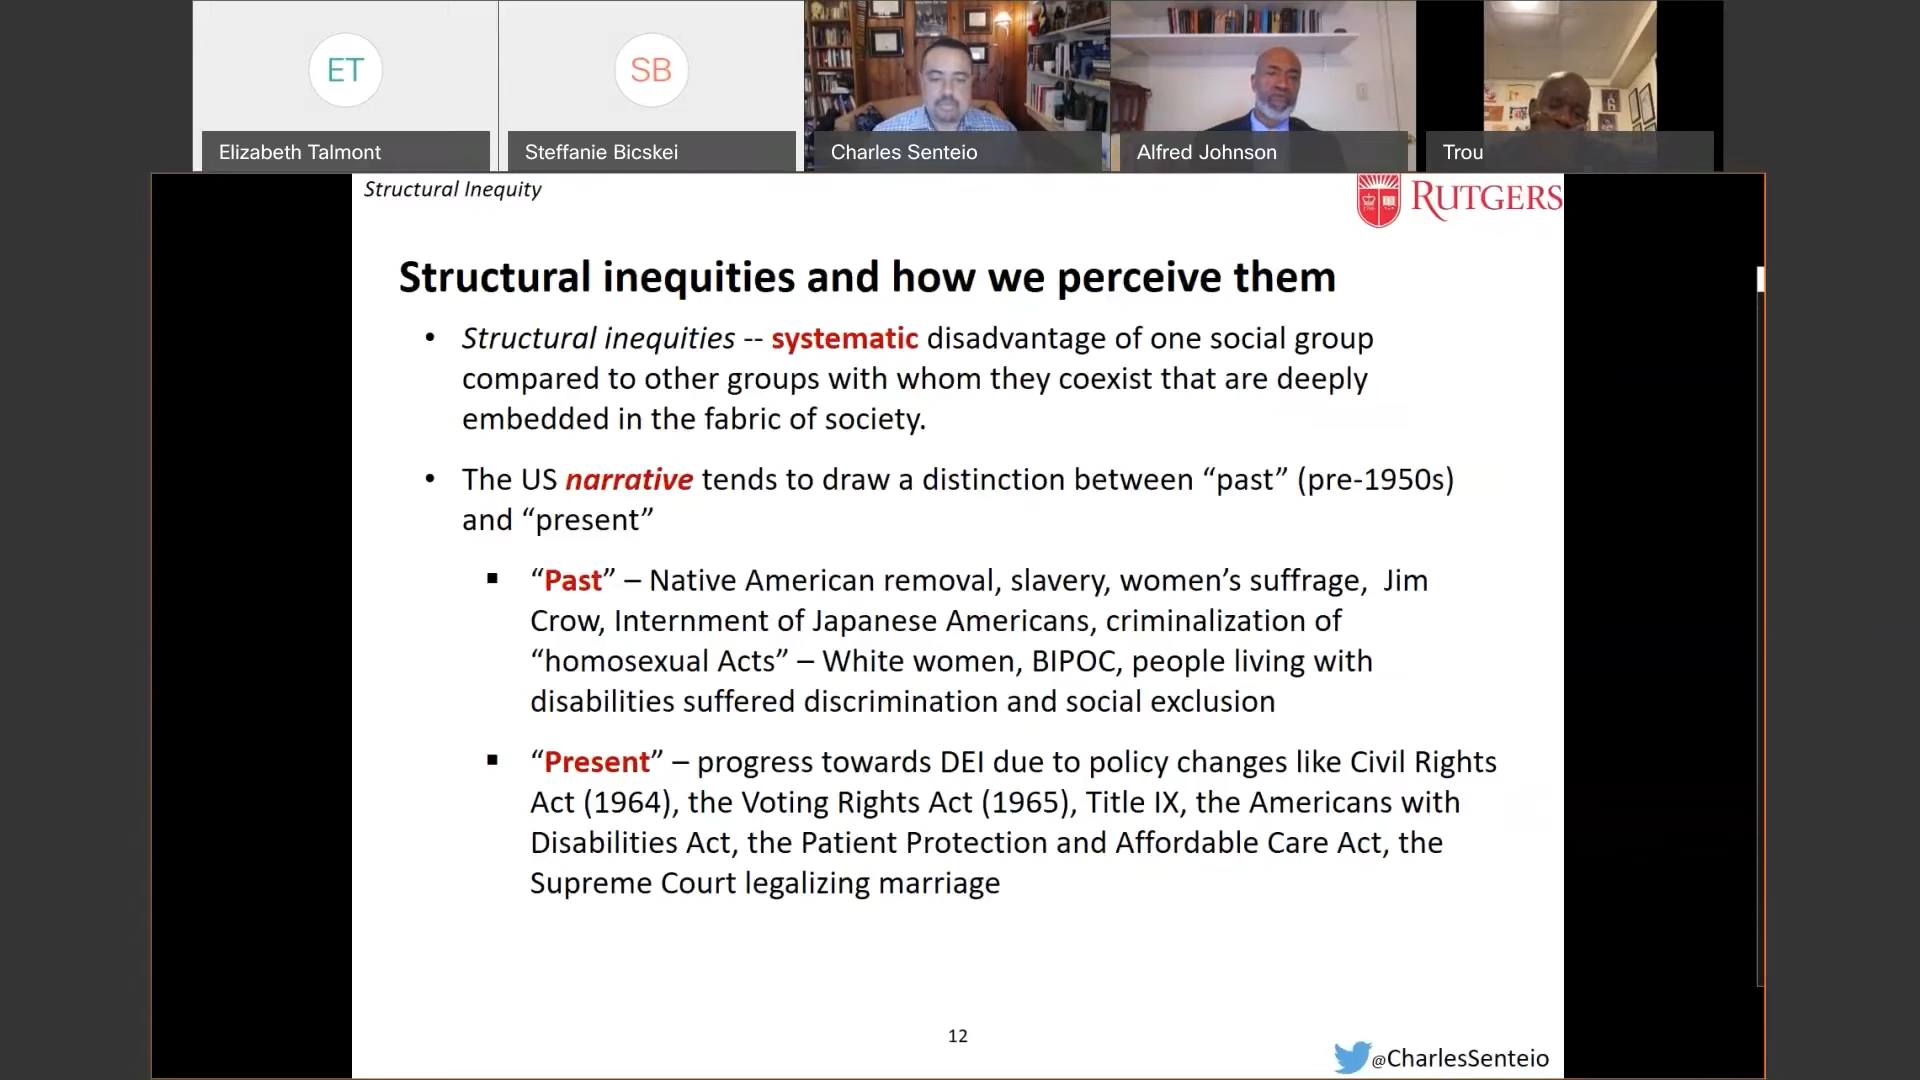 ET
SB
Elizabeth Talmont
Steffanie Bicskei
Charles Senteio
Alfred Johnson
Trou
Structural Inequity
RUTGERS
Structural inequities and how we perceive them
• Structural inequities -- systematic disadvantage of one social group
compared to other groups with whom they coexist that are deeply
embedded in the fabric of society.
• The US narrative tends to draw a distinction between “past” (pre-1950s)
and “present”
▪ “Past” – Native American removal, slavery, women’s suffrage, Jim
Crow, Internment of Japanese Americans, criminalization of
“homosexual Acts” – White women, BIPOC, people living with
disabilities suffered discrimination and social exclusion
▪ “Present” – progress towards DEI due to policy changes like Civil Rights
Act (1964), the Voting Rights Act (1965), Title IX, the Americans with
Disabilities Act, the Patient Protection and Affordable Care Act, the
Supreme Court legalizing marriage
12
@CharlesSenteio